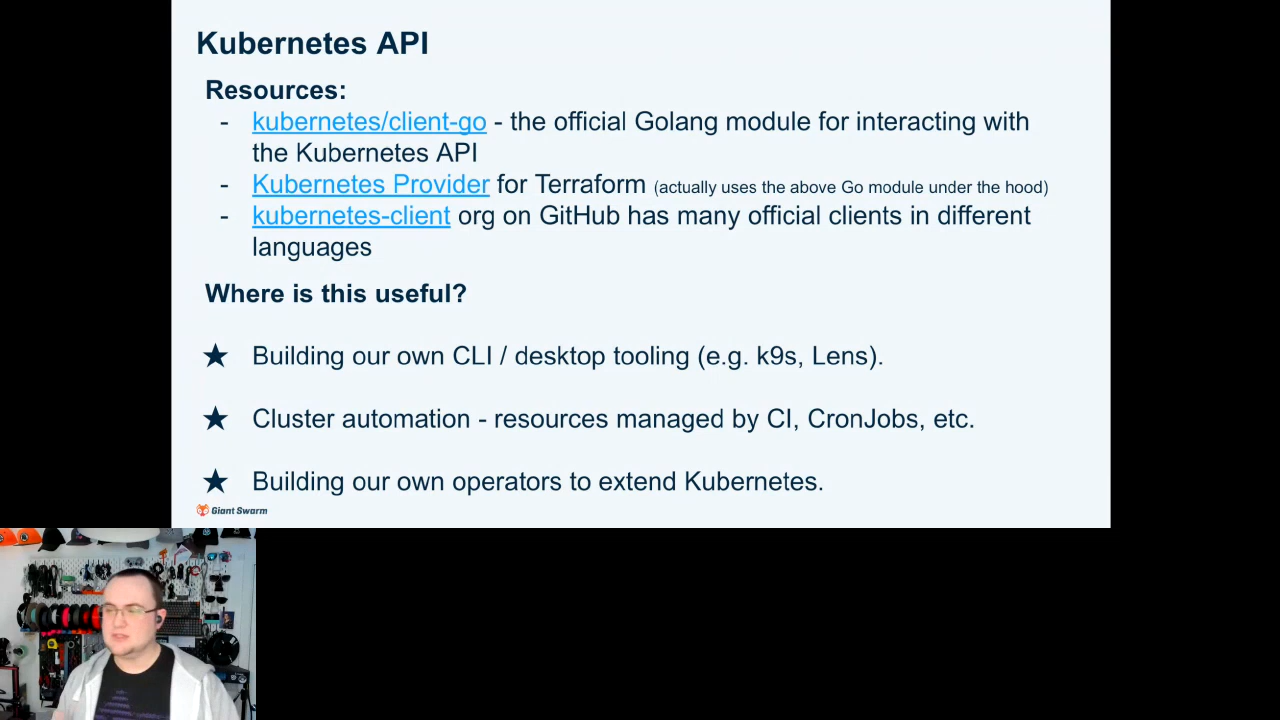 Kubernetes API
Resources:
- kubernetes/client-go - the official Golang module for interacting with
the Kubernetes API
- Kubernetes Provider for Terraform (actually uses the above Go module under the hood)
- kubernetes-client org on GitHub has many official clients in different
languages
Where is this useful?
★ Building our own CLI / desktop tooling (e.g. k9s, Lens).
★ Cluster automation - resources managed by CI, CronJobs, etc.
★ Building our own operators to extend Kubernetes.
Giant Swarm